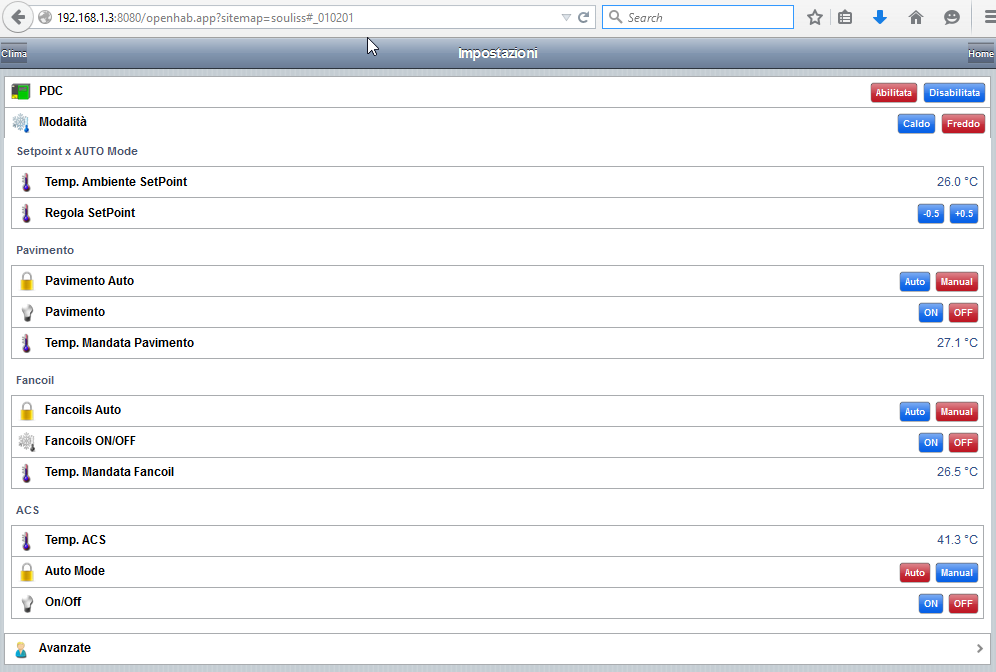 192.168.1.3:8080/openhab.app?sitemap=souliss#_010201
Search
Clima
Impostazioni
Home
PDC Abilitata Disabilitata
Modalità Caldo Freddo
Setpoint x AUTO Mode
Temp. Ambiente SetPoint 26.0 °C
Regola SetPoint -0.5 +0.5
Pavimento
Pavimento Auto Auto Manual
Pavimento ON OFF
Temp. Mandata Pavimento 27.1 °C
Fancoil
Fancoils Auto Auto Manual
Fancoils ON/OFF ON OFF
Temp. Mandata Fancoil 26.5 °C
ACS
Temp. ACS 41.3 °C
Auto Mode Auto Manual
On/Off ON OFF
Avanzate